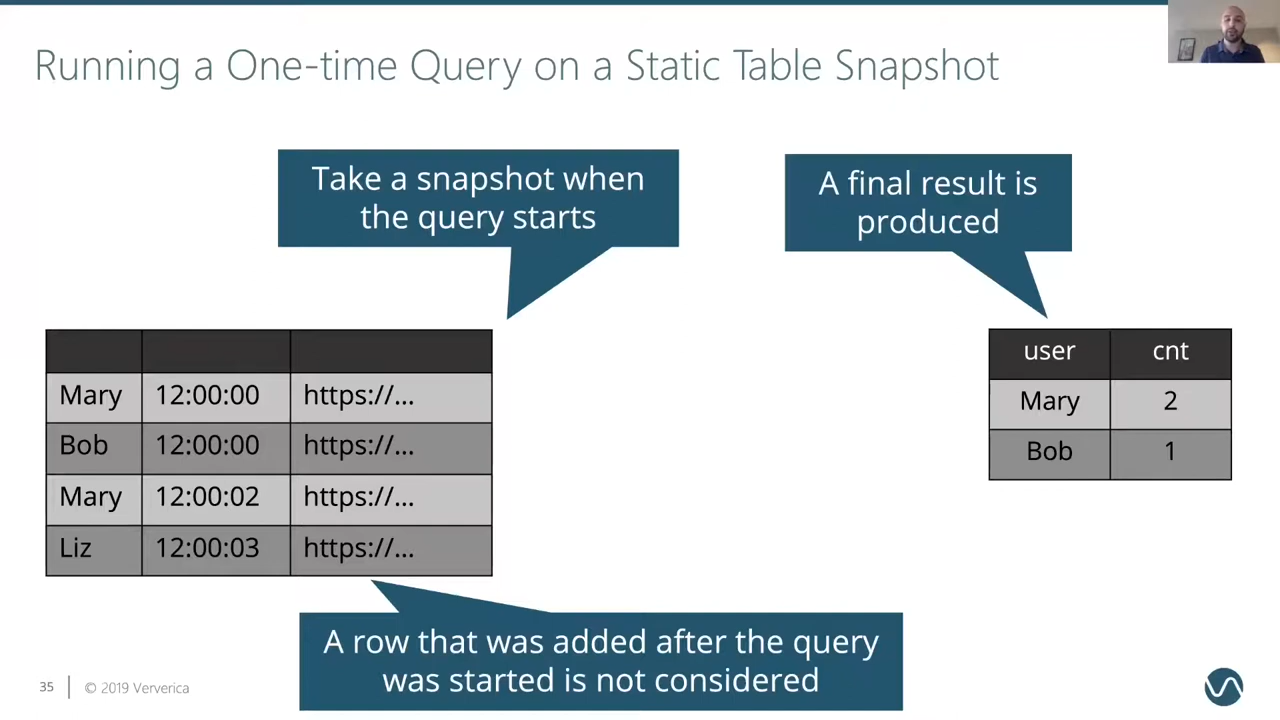 Running a One-time Query on a Static Table Snapshot
Take a snapshot when
the query starts
A final result is
produced
Mary 12:00:00 https://...
Bob 12:00:00 https://...
Mary 12:00:02 https://...
Liz 12:00:03 https://...
user cnt
Mary 2
Bob 1
A row that was added after the query
was started is not considered
35 © 2019 Ververica